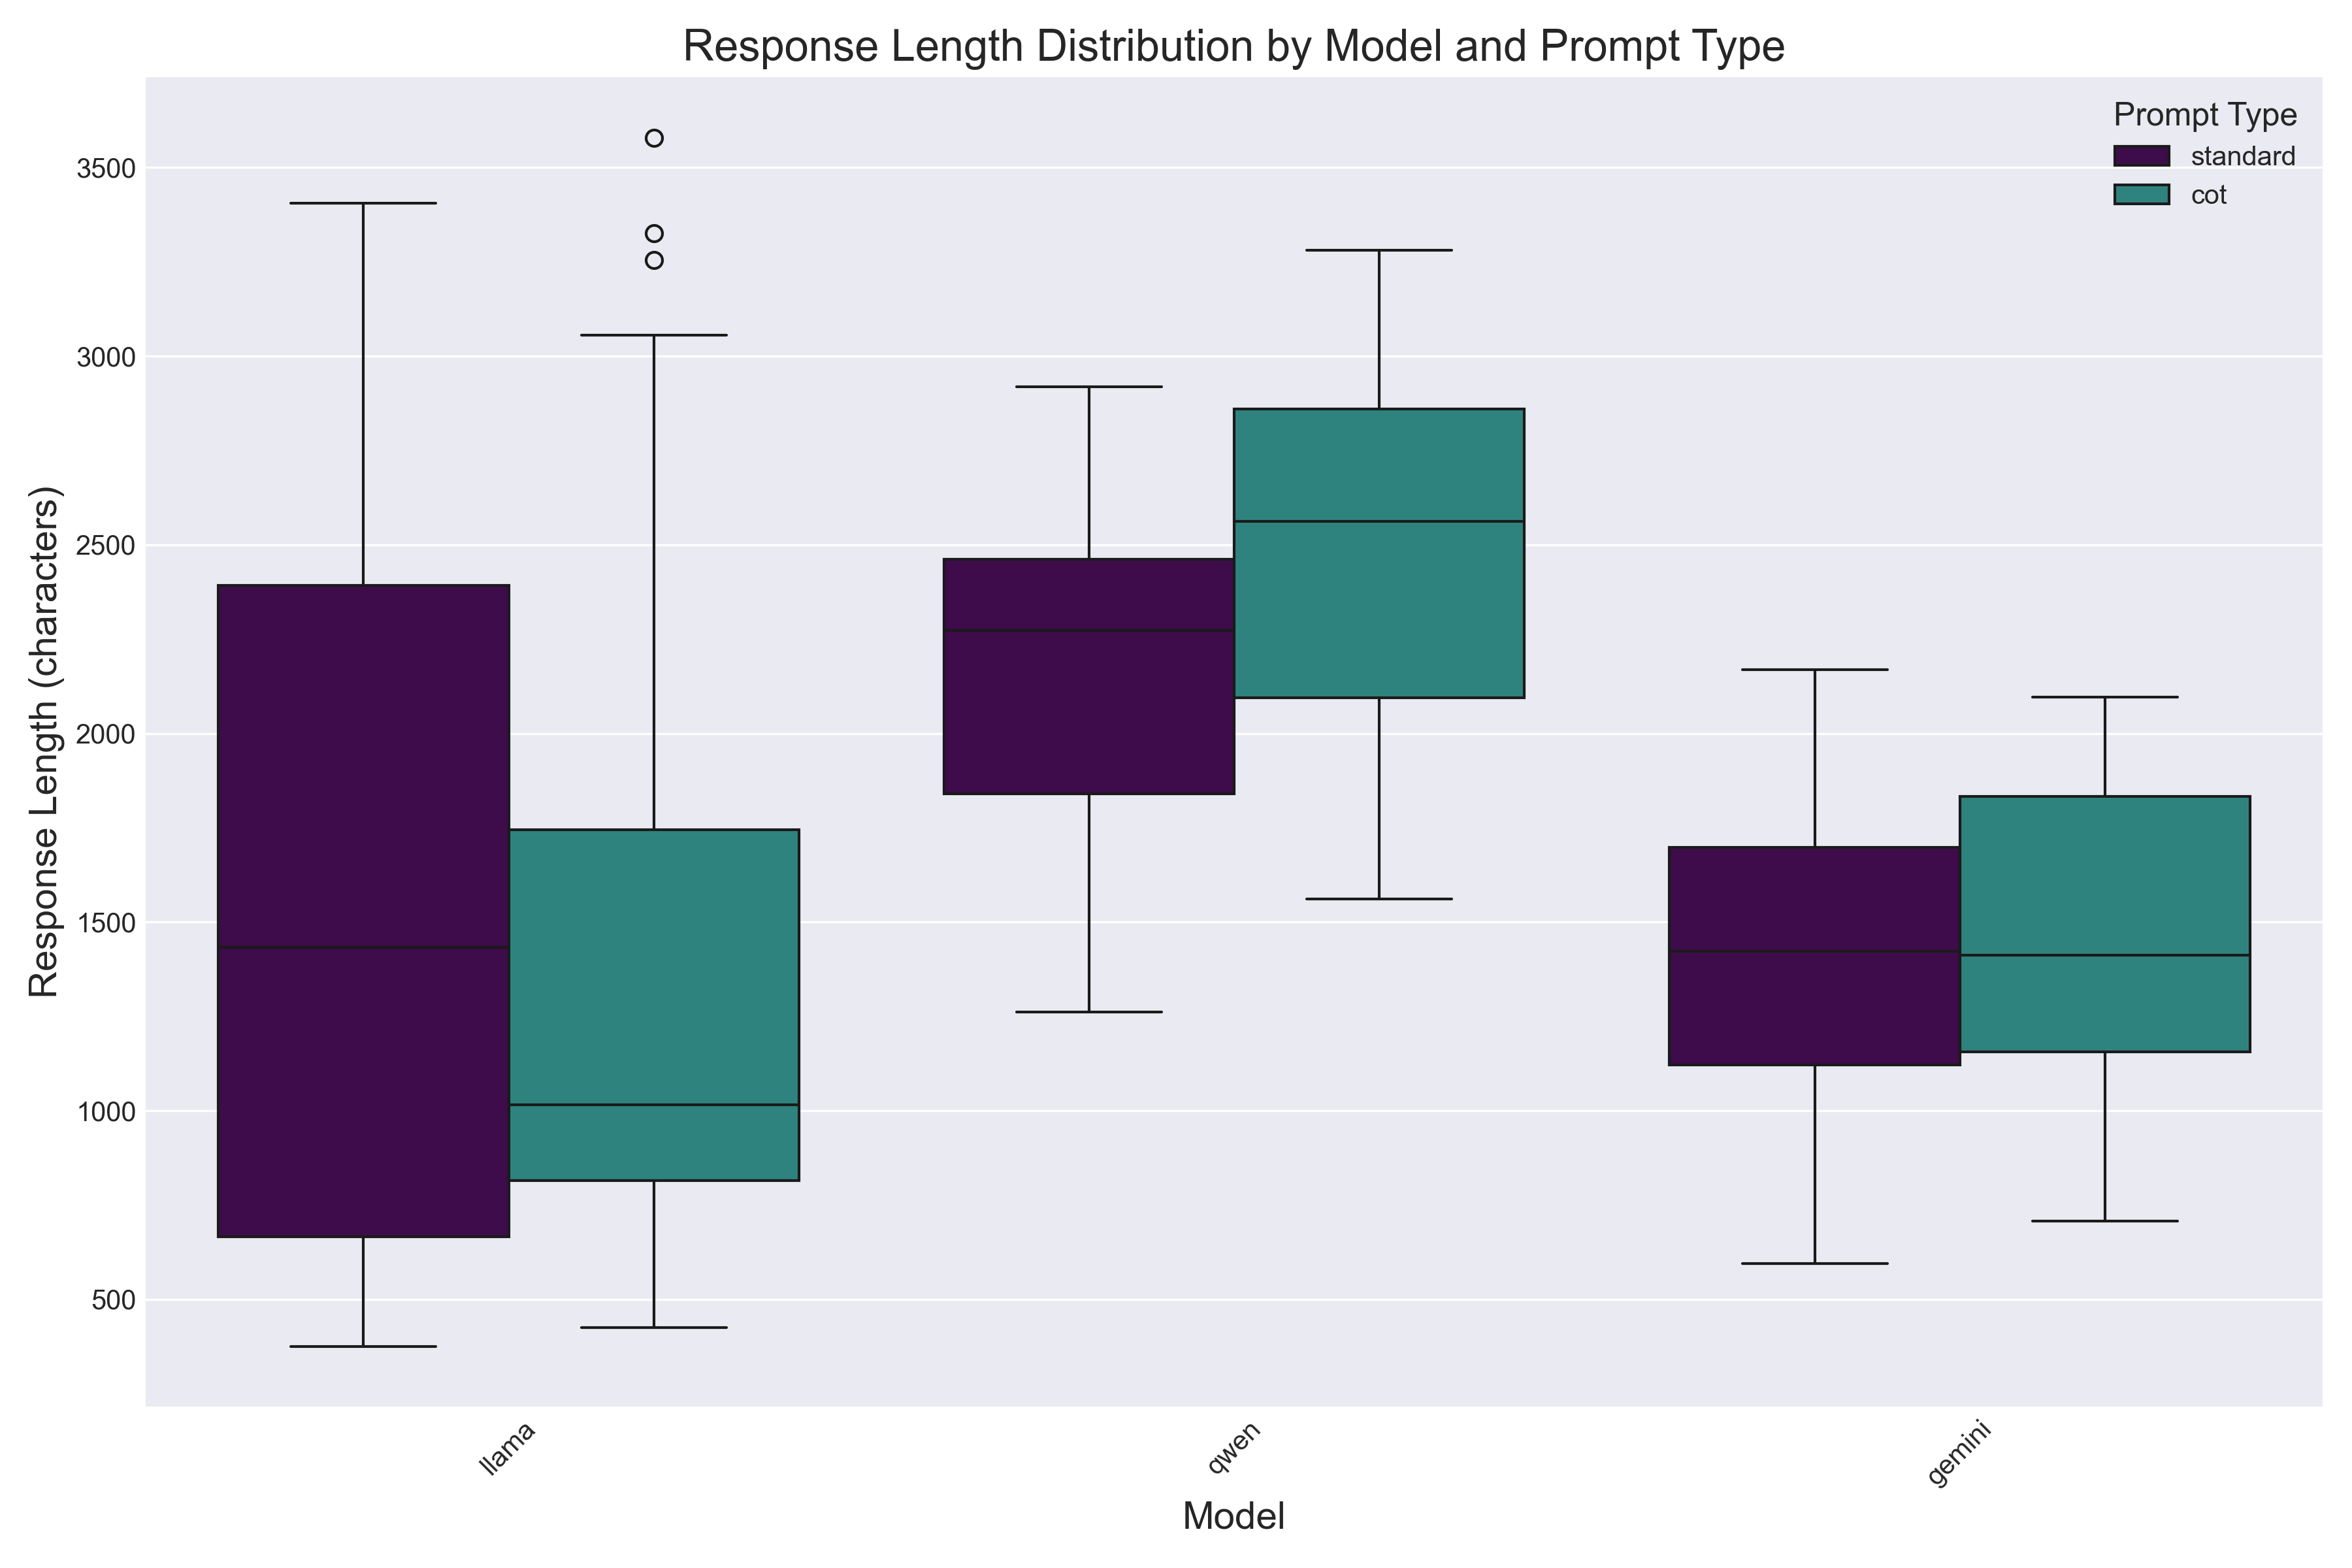 Response Length Distribution by Model and Prompt Type
Prompt Type
standard
cot
Response Length (characters)
3500
3000
2500
2000
1500
1000
500
llama
qwen
gemini
Model